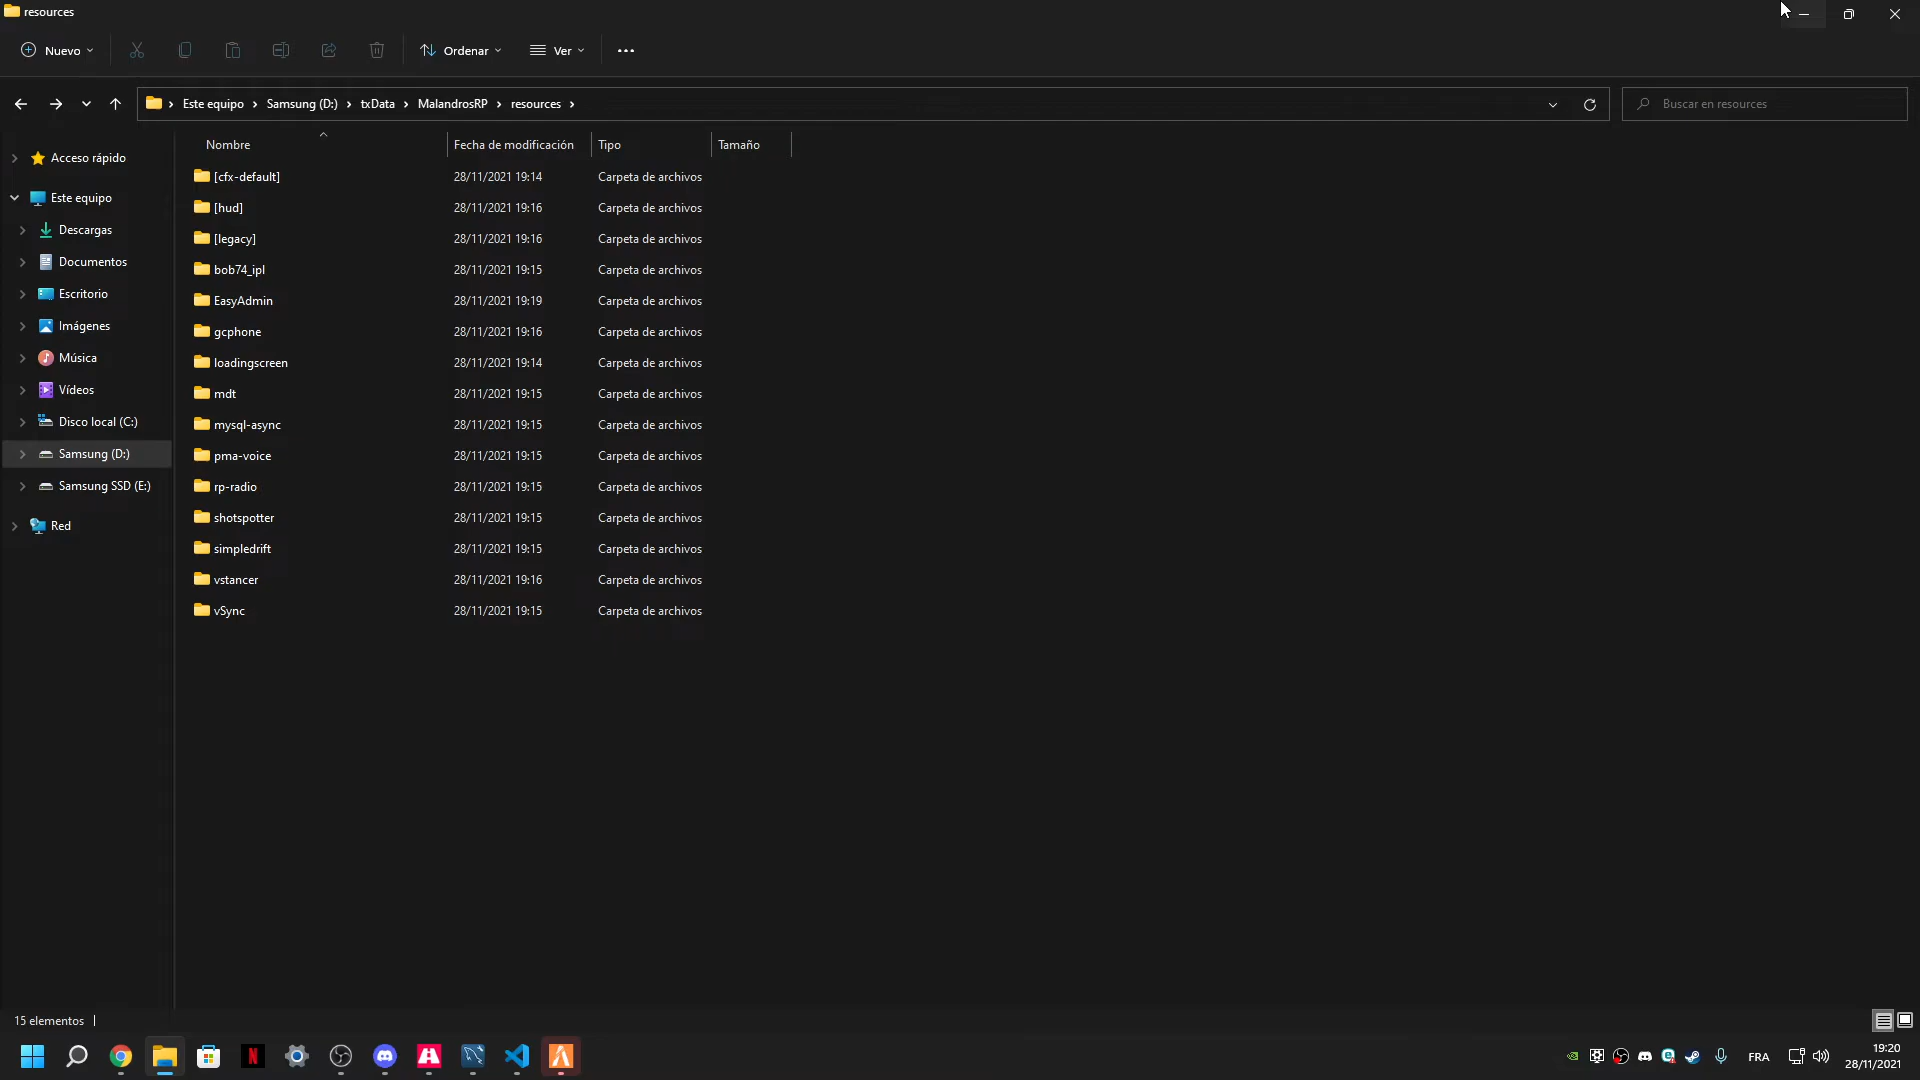 resources
Nuevo
Ordenar
Ver
Este equipo
Samsung (D:)
txData
MalandrosRP
resources
Buscar en resources
Nombre
Fecha de modificación
Tipo
Tamaño
Acceso rápido
Este equipo
Descargas
Documentos
Escritorio
Imágenes
Música
Vídeos
Disco local (C:)
Samsung (D:)
Samsung SSD (E:)
Red
[cfx-default] 28/11/2021 19:14 Carpeta de archivos
[hud] 28/11/2021 19:16 Carpeta de archivos
[legacy] 28/11/2021 19:16 Carpeta de archivos
bob74_ipl 28/11/2021 19:15 Carpeta de archivos
EasyAdmin 28/11/2021 19:19 Carpeta de archivos
gcphone 28/11/2021 19:16 Carpeta de archivos
loadingscreen 28/11/2021 19:14 Carpeta de archivos
mdt 28/11/2021 19:15 Carpeta de archivos
mysql-async 28/11/2021 19:15 Carpeta de archivos
pma-voice 28/11/2021 19:15 Carpeta de archivos
rp-radio 28/11/2021 19:15 Carpeta de archivos
shotspotter 28/11/2021 19:15 Carpeta de archivos
simpledrift 28/11/2021 19:15 Carpeta de archivos
vstancer 28/11/2021 19:16 Carpeta de archivos
vSync 28/11/2021 19:15 Carpeta de archivos
15 elementos
FRA
19:20
28/11/2021